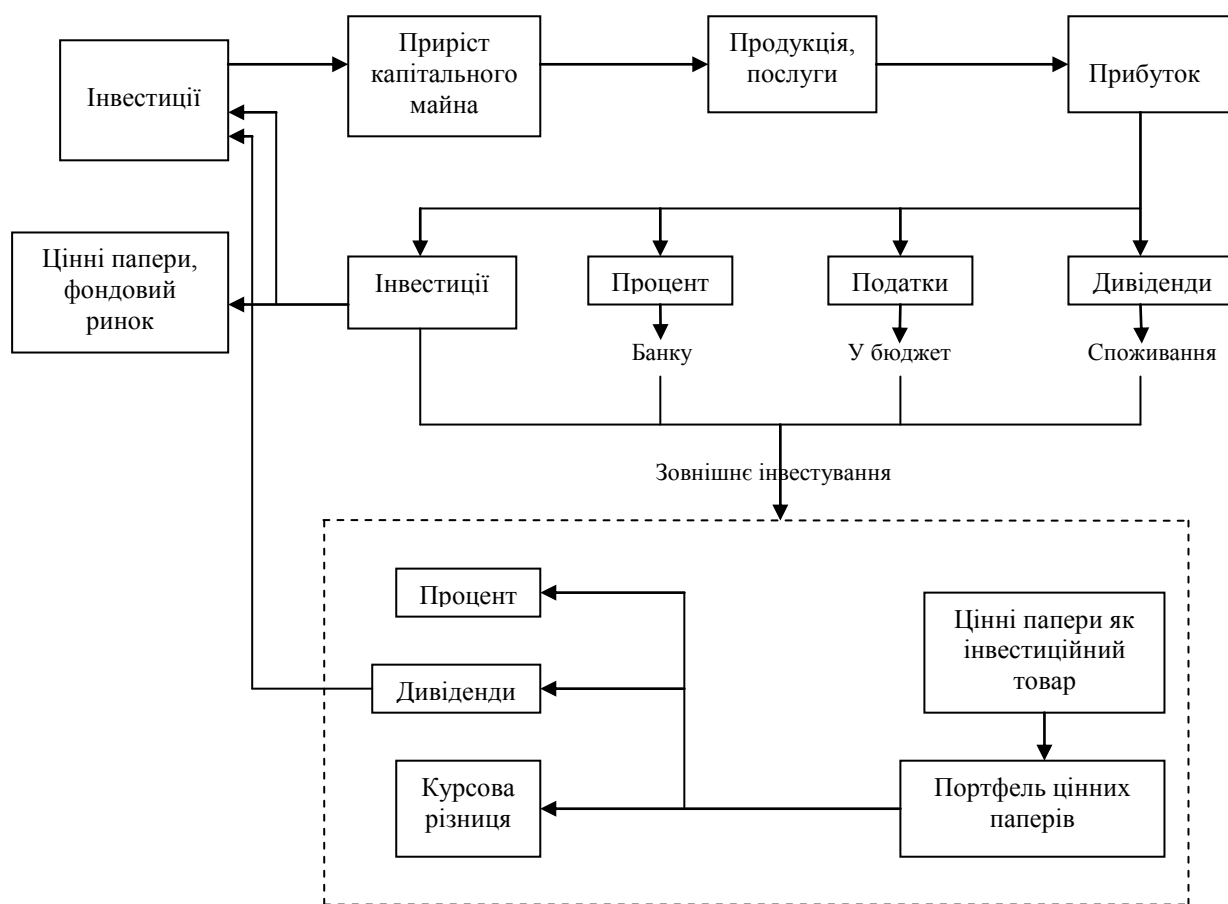 Інвестиції
Приріст
капітального
майна
Продукція,
послуги
Прибуток
Цінні папери,
фондовий
ринок
Інвестиції
Процент
Податки
Дивіденди
Банку
У бюджет
Споживання
Зовнішнє інвестування
Процент
Дивіденди
Курсова
різниця
Цінні папери як
інвестиційний
товар
Портфель цінних
паперів